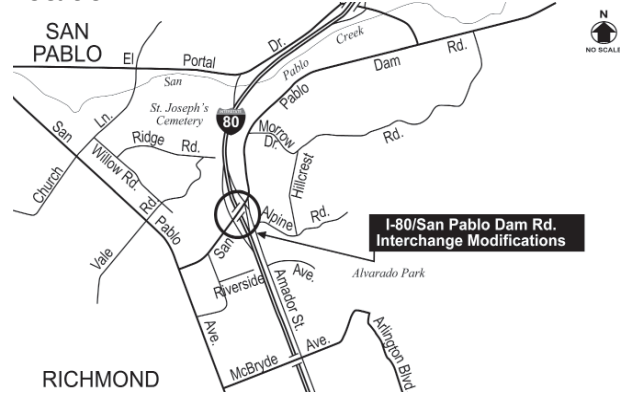 N
NO SCALE
SAN
PABLO
El
Portal
Dr.
San
Pablo
Creek
Pablo
Dam
Rd.
St. Joseph's
Cemetery
80
San
Ln.
Ridge
Rd.
Morrow
Dr.
Rd.
Willow Rd.
Church
Hillcrest
Rd.
Pablo
Alpine
Rd.
I-80/San Pablo Dam Rd.
Interchange Modifications
Vale
San
Alvarado Park
Ave.
Riverside
Amador St.
Ave.
Ave.
McBryde
Arlington Blvd
RICHMOND